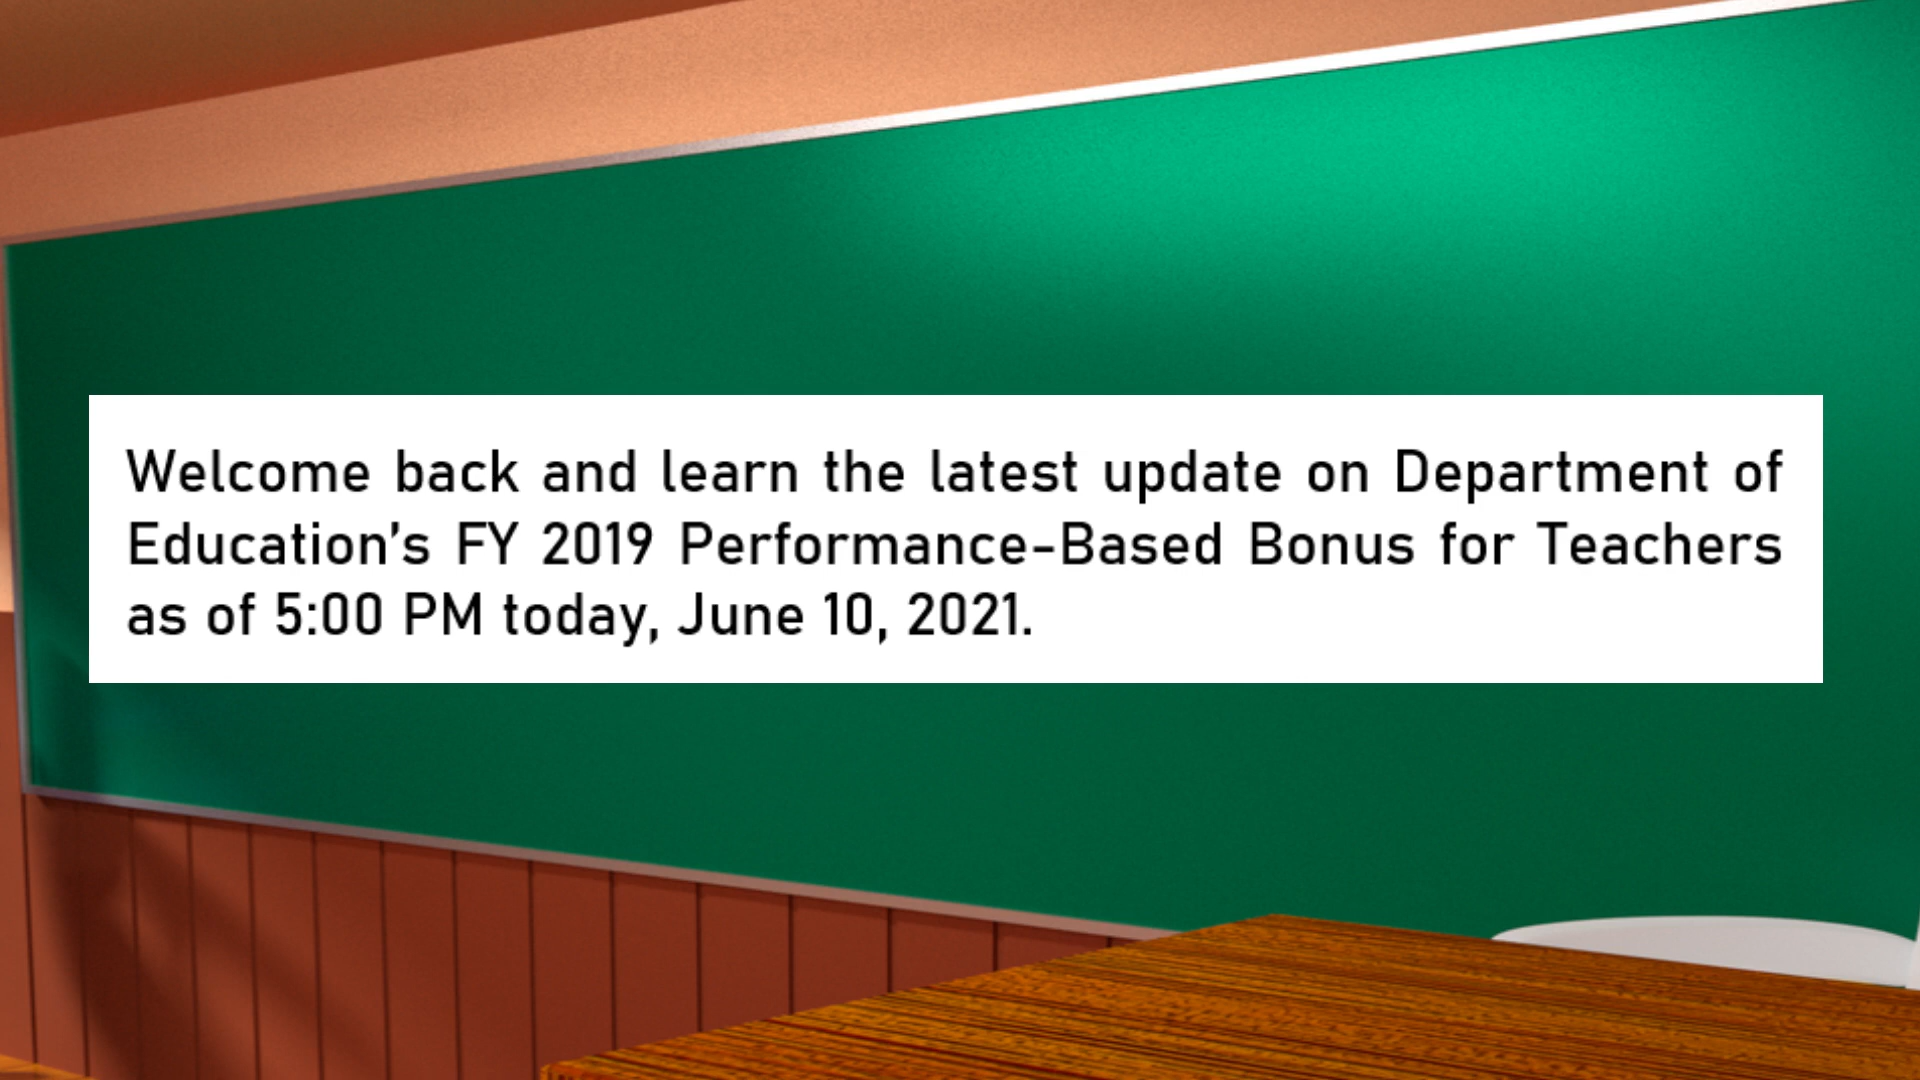 Welcome back and learn the latest update on Department of
Education's FY 2019 Performance-Based Bonus for Teachers
as of 5:00 PM today, June 10, 2021.